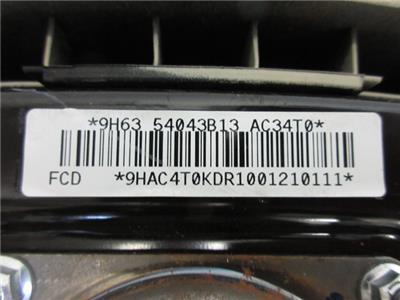 *9H63 54043B13 AC34T0*
FCD *9HAC4T0KDR1001210111*